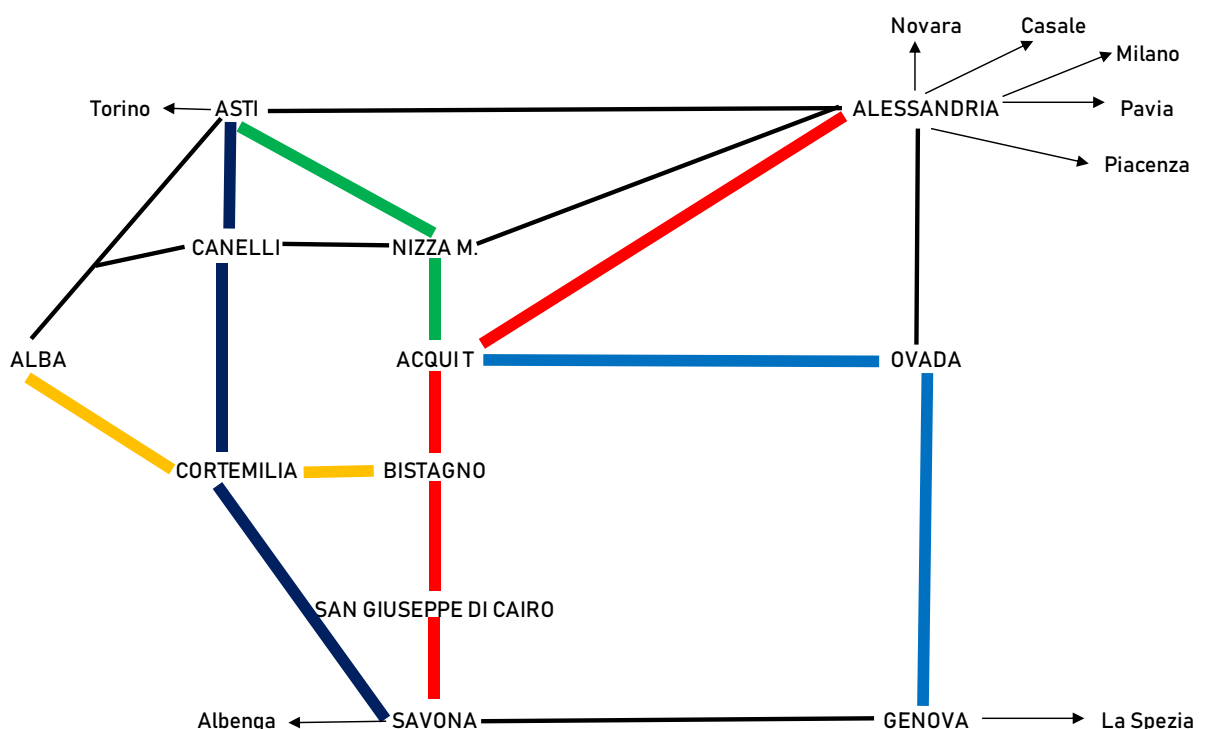 Novara
Casale
Milano
Torino
ASTI
ALESSANDRIA
Pavia
Piacenza
CANELLI
NIZZA M.
ALBA
ACQUI T
OVADA
CORTEMILIA
BISTAGNO
SAN GIUSEPPE DI CAIRO
Albenga
SAVONA
GENOVA
La Spezia